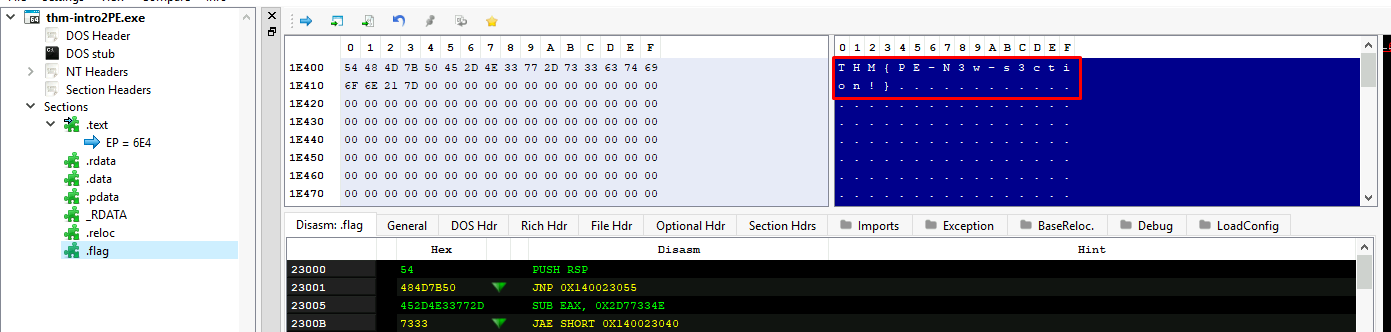 thm-intro2PE.exe
DOS Header
DOS stub
NT Headers
Section Headers
Sections
.text
EP = 6E4
.rdata
.data
.pdata
_RDATA
.reloc
.flag
0 1 2 3 4 5 6 7 8 9 A B C D E F
1E400 54 48 4D 7B 50 45 2D 4E 33 77 2D 73 33 63 74 69
1E410 6F 6E 21 7D 00 00 00 00 00 00 00 00 00 00 00 00
1E420 00 00 00 00 00 00 00 00 00 00 00 00 00 00 00 00
1E430 00 00 00 00 00 00 00 00 00 00 00 00 00 00 00 00
1E440 00 00 00 00 00 00 00 00 00 00 00 00 00 00 00 00
1E450 00 00 00 00 00 00 00 00 00 00 00 00 00 00 00 00
1E460 00 00 00 00 00 00 00 00 00 00 00 00 00 00 00 00
1E470 00 00 00 00 00 00 00 00 00 00 00 00 00 00 00 00
0 1 2 3 4 5 6 7 8 9 A B C D E F
T H M { P E - N 3 w - s 3 c t i
o n ! } . . . . . . . . . . . .
. . . . . . . . . . . . . . . .
. . . . . . . . . . . . . . . .
. . . . . . . . . . . . . . . .
. . . . . . . . . . . . . . . .
. . . . . . . . . . . . . . . .
. . . . . . . . . . . . . . . .
Disasm: .flag General DOS Hdr Rich Hdr File Hdr Optional Hdr Section Hdrs Imports Exception BaseReloc. Debug LoadConfig
Hex Disasm Hint
23000 54 PUSH RSP
23001 484D7B50 JNP 0X140023055
23005 452D4E33772D SUB EAX, 0X2D77334E
2300B 7333 JAE SHORT 0X140023040